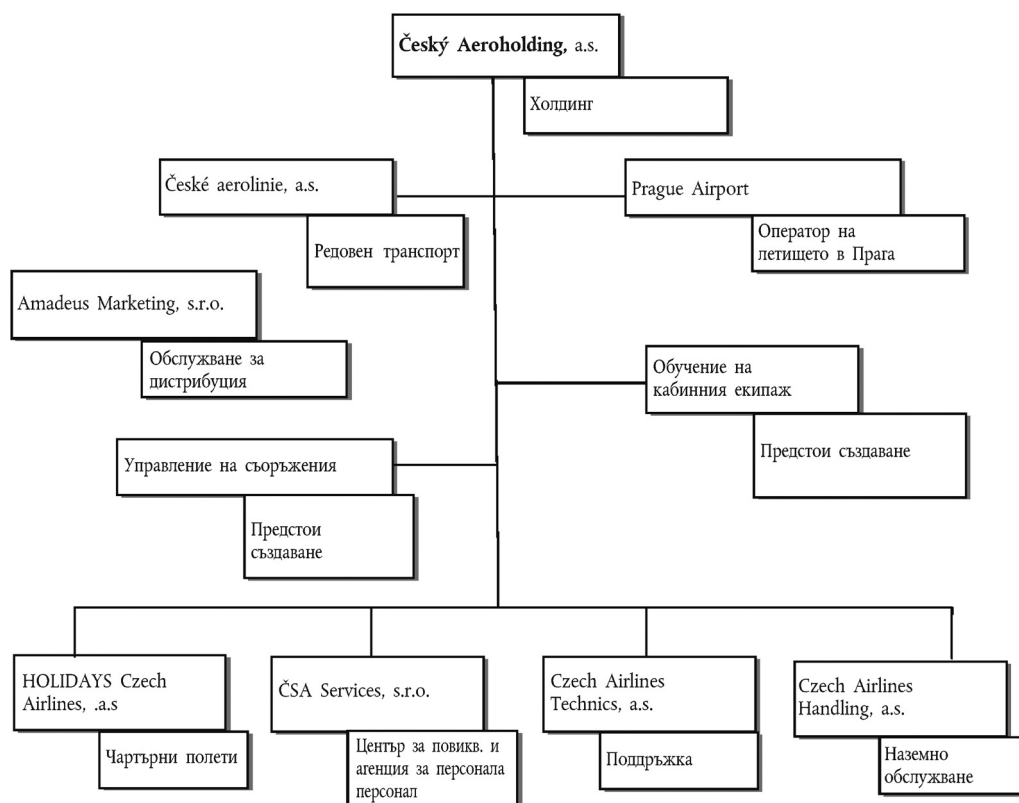 Český Aeroholding, a.s.
Холдинг
České aerolinie, a.s.
Редовен транспорт
Prague Airport
Оператор на
летището в Прага
Amadeus Marketing, s.r.o.
Обслужване за
дистрибуция
Обучение на
кабинния екипаж
Предстои създаване
Управление на съоръжения
Предстои
създаване
HOLIDAYS Czech
Airlines, .a.s
Чартърни полети
ČSA Services, s.r.o.
Център за повикв. и
агенция за персонала
персонал
Czech Airlines
Technics, a.s.
Поддръжка
Czech Airlines
Handling, a.s.
Наземно
обслужване